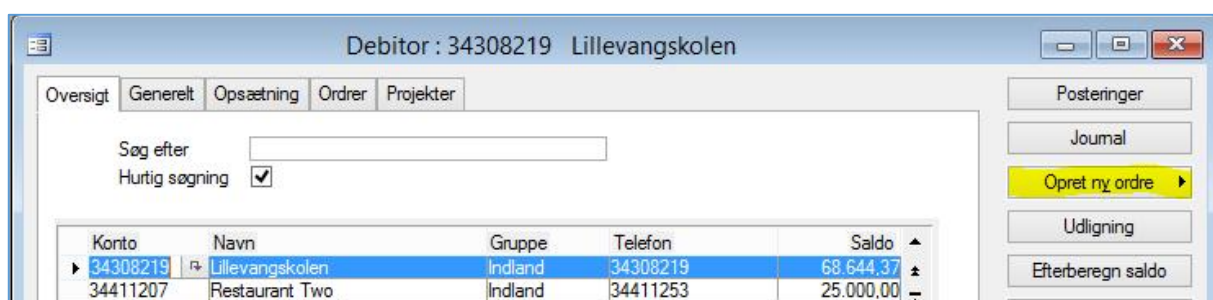 Debitor : 34308219 Lillevangskolen
Oversigt Generelt Opsætning Ordrer Projekter
Posteringer
Journal
Søg efter
Hurtig søgning
Opret ny ordre
Udligning
Konto Navn Gruppe Telefon Saldo
34308219 Lillevangskolen Indland 34308219 68.644,37
Efterberegn saldo
34411207 Restaurant Two Indland 34411253 25.000,00